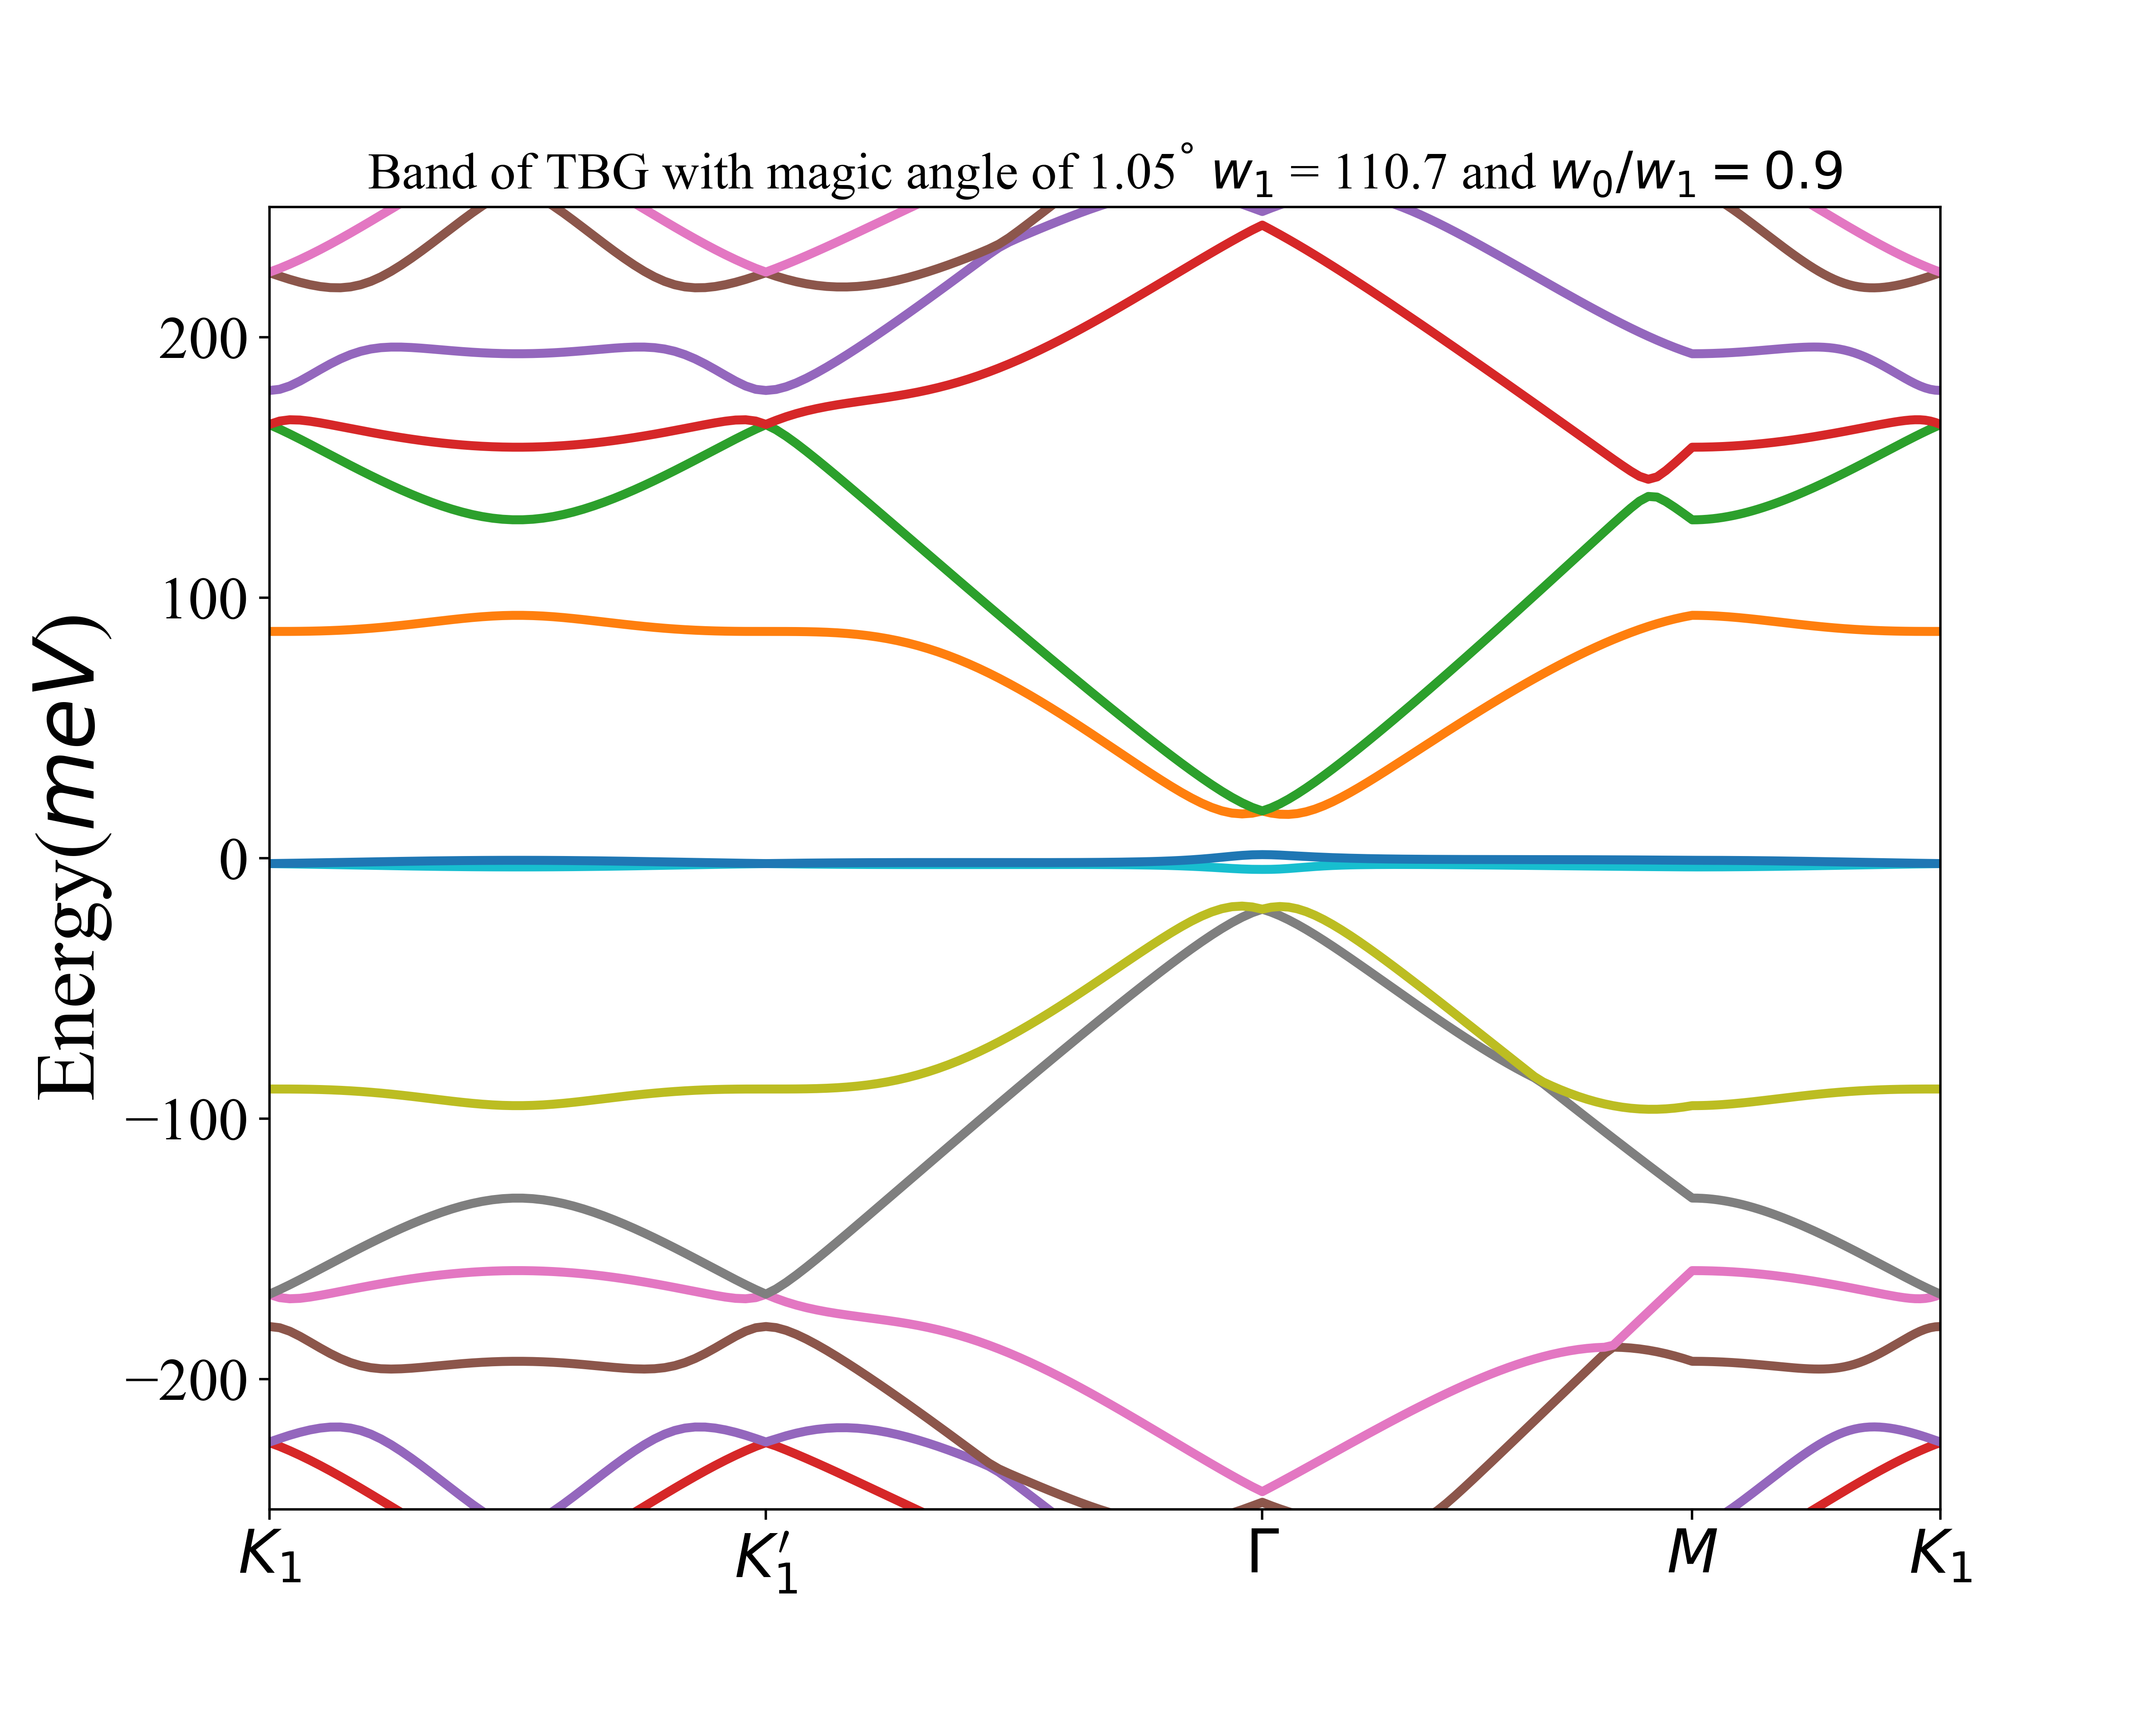 Band of TBG with magic angle of 1.05° w₁ = 110.7 and w₀/w₁ = 0.9
Energy(meV)
200
100
0
−100
−200
K₁ K₁′ Γ M K₁